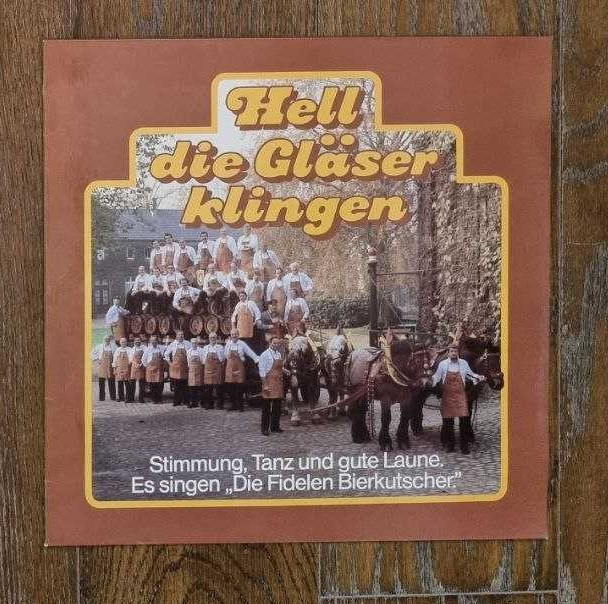 Hell
die Gläser
klingen
Stimmung, Tanz und gute Laune.
Es singen „Die Fidelen Bierkutscher.”